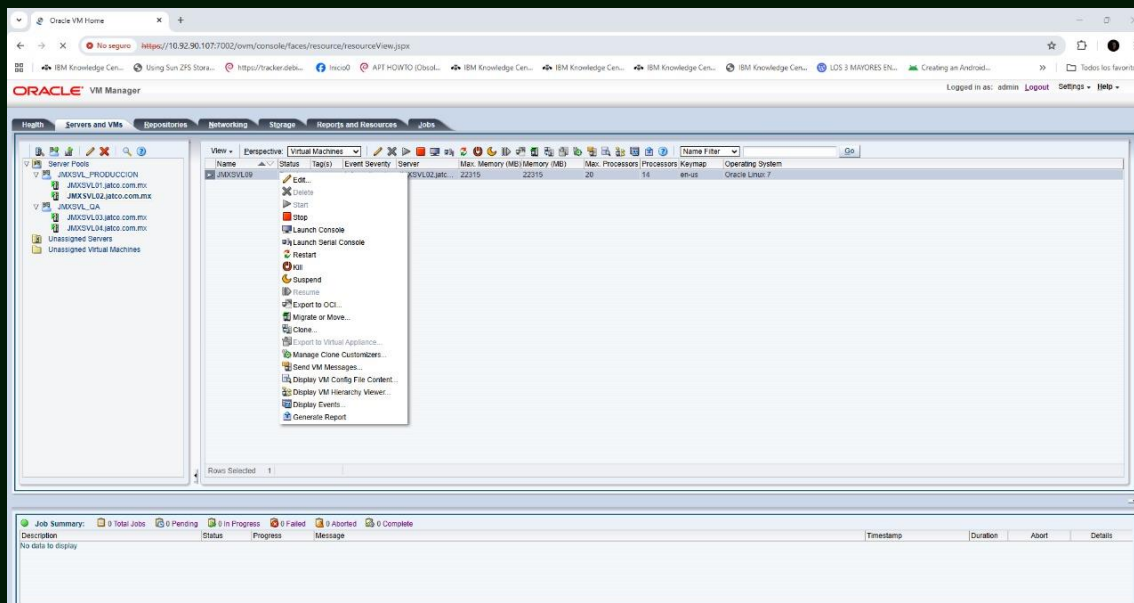 Oracle VM Home
No seguro https://10.92.90.107:7002/ovm/console/faces/resource/resourceView.jspx
IBM Knowledge Cen... Using Sun ZFS Stora... https://tracker.debi... Inicio0 APT HOWTO (Obsol... IBM Knowledge Cen... IBM Knowledge Cen... IBM Knowledge Cen... IBM Knowledge Cen... LOS 3 MAYORES EN... Creating an Android... » Todos los favorit
ORACLE VM Manager Logged in as: admin Logout Settings Help
Health Servers and VMs Repositories Networking Storage Reports and Resources Jobs
View Perspective: Virtual Machines Name Filter Go
Server Pools
JMXSVL_PRODUCCION
JMXSVL01.jatco.com.mx
JMXSVL02.jatco.com.mx
JMXSVL_QA
JMXSVL03.jatco.com.mx
JMXSVL04.jatco.com.mx
Unassigned Servers
Unassigned Virtual Machines
Name Status Tag(s) Event Severity Server Max. Memory (MB) Memory (MB) Max. Processors Processors Keymap Operating System
JMXSVL09 XSVL02.jatc... 22315 22315 20 14 en-us Oracle Linux 7
Edit...
Delete
Start
Stop
Launch Console
Launch Serial Console
Restart
Kill
Suspend
Resume
Export to OCI...
Migrate or Move...
Clone...
Export to Virtual Appliance...
Manage Clone Customizers...
Send VM Messages...
Display VM Config File Content...
Display VM Hierarchy Viewer...
Display Events...
Generate Report
Rows Selected 1
Job Summary: 0 Total Jobs 0 Pending 0 In Progress 0 Failed 0 Aborted 0 Complete
Description Status Progress Message Timestamp Duration Abort Details
No data to display